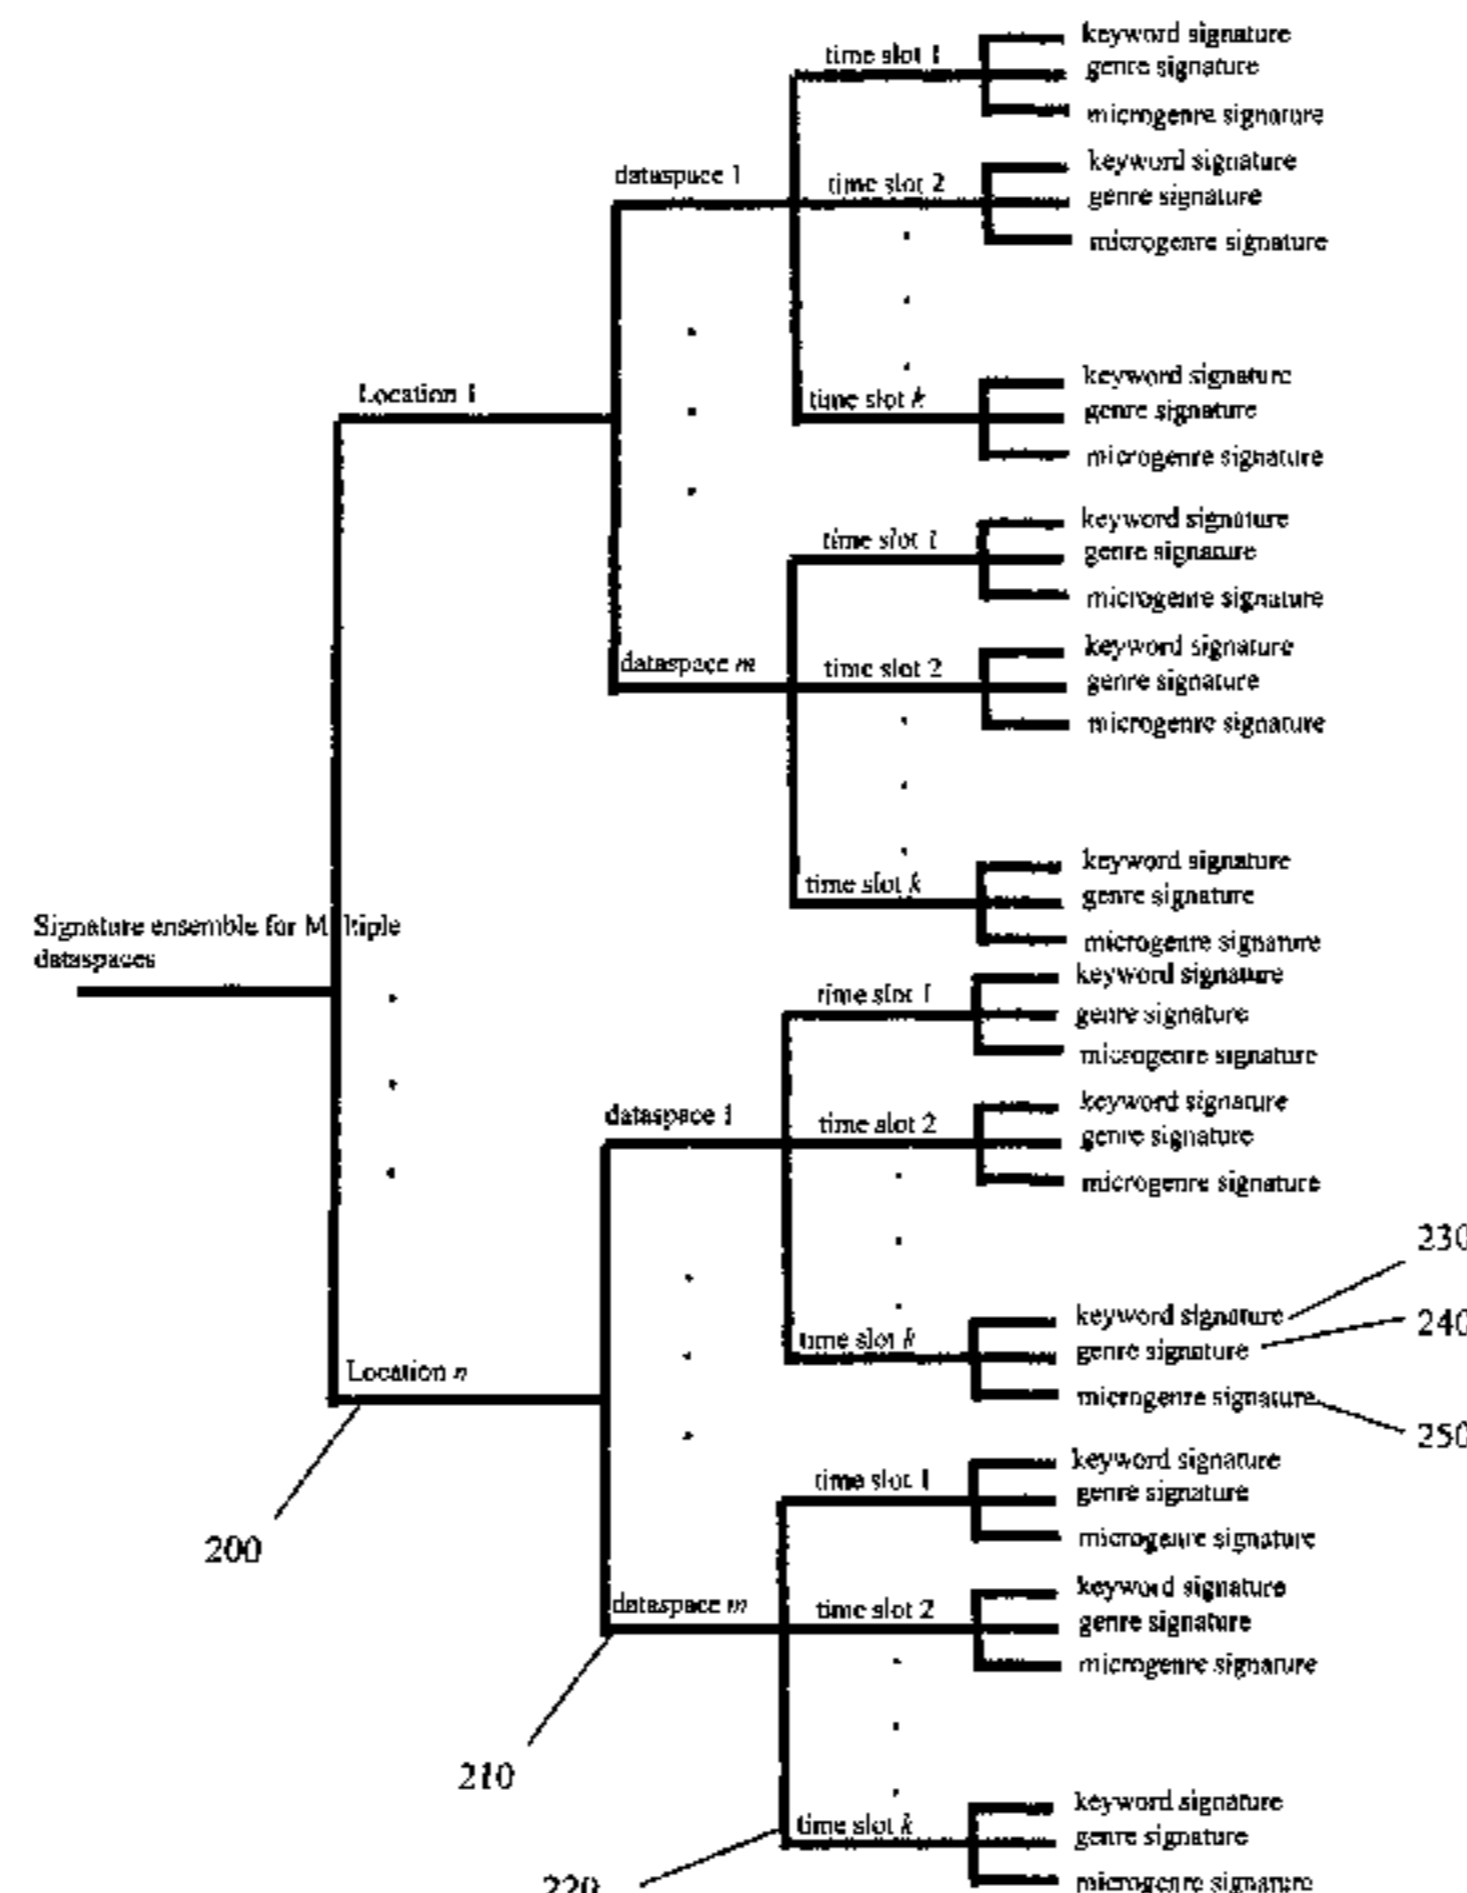 keyword signature
time slot 1
genre signature
microgenre signature
keyword signature
dataspace 1
time slot 2
genre signature
microgenre signature
keyword signature
Location 1
time slot k
genre signature
microgenre signature
keyword signature
time slot 1
genre signature
microgenre signature
keyword signature
dataspace m
time slot 2
genre signature
microgenre signature
keyword signature
time slot k
genre signature
Signature ensemble for M ltiple
dataspaces
microgenre signature
keyword signature
time slot 1
genre signature
microgenre signature
keyword signature
dataspace 1
time slot 2
genre signature
microgenre signature
230
keyword signature
240
time slot k
genre signature
Location n
microgenre signature
250
keyword signature
time slot 1
genre signature
microgenre signature
200
keyword signature
dataspace m
time slot 2
genre signature
microgenre signature
210
keyword signature
time slot k
genre signature
microgenre signature
220